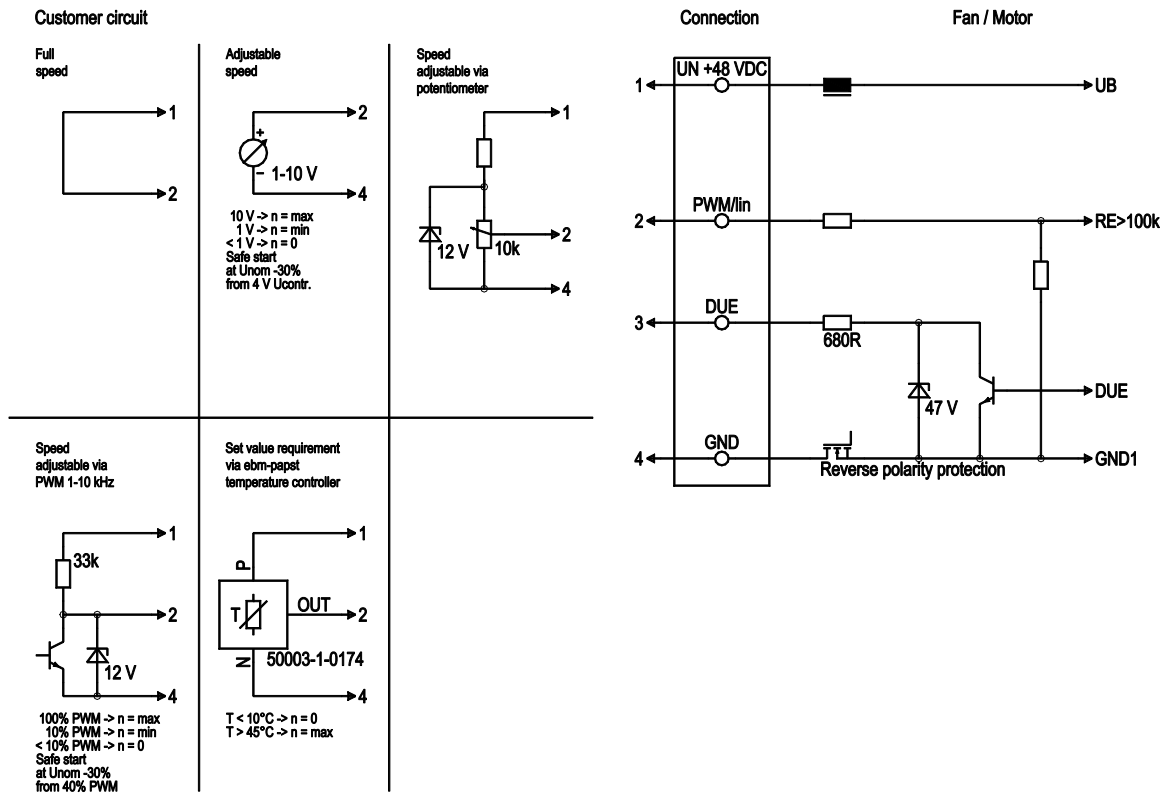 Customer circuit
Full
speed
1
2
Adjustable
speed
2
+
1-10 V
−
4
10 V -> n = max
1 V -> n = min
< 1 V -> n = 0
Safe start
at Unom -30%
from 4 V Ucontr.
Speed
adjustable via
potentiometer
1
2
12 V
10k
4
Speed
adjustable via
PWM 1-10 kHz
1
33k
2
12 V
4
100% PWM -> n = max
10% PWM -> n = min
< 10% PWM -> n = 0
Safe start
at Unom -30%
from 40% PWM
Set value requirement
via ebm-papst
temperature controller
1
P
OUT
2
T
N
50003-1-0174
4
T < 10°C -> n = 0
T > 45°C -> n = max
Connection
Fan / Motor
UN +48 VDC
1
UB
PWM/lin
2
RE>100k
DUE
3
680R
DUE
47 V
GND
4
GND1
Reverse polarity protection